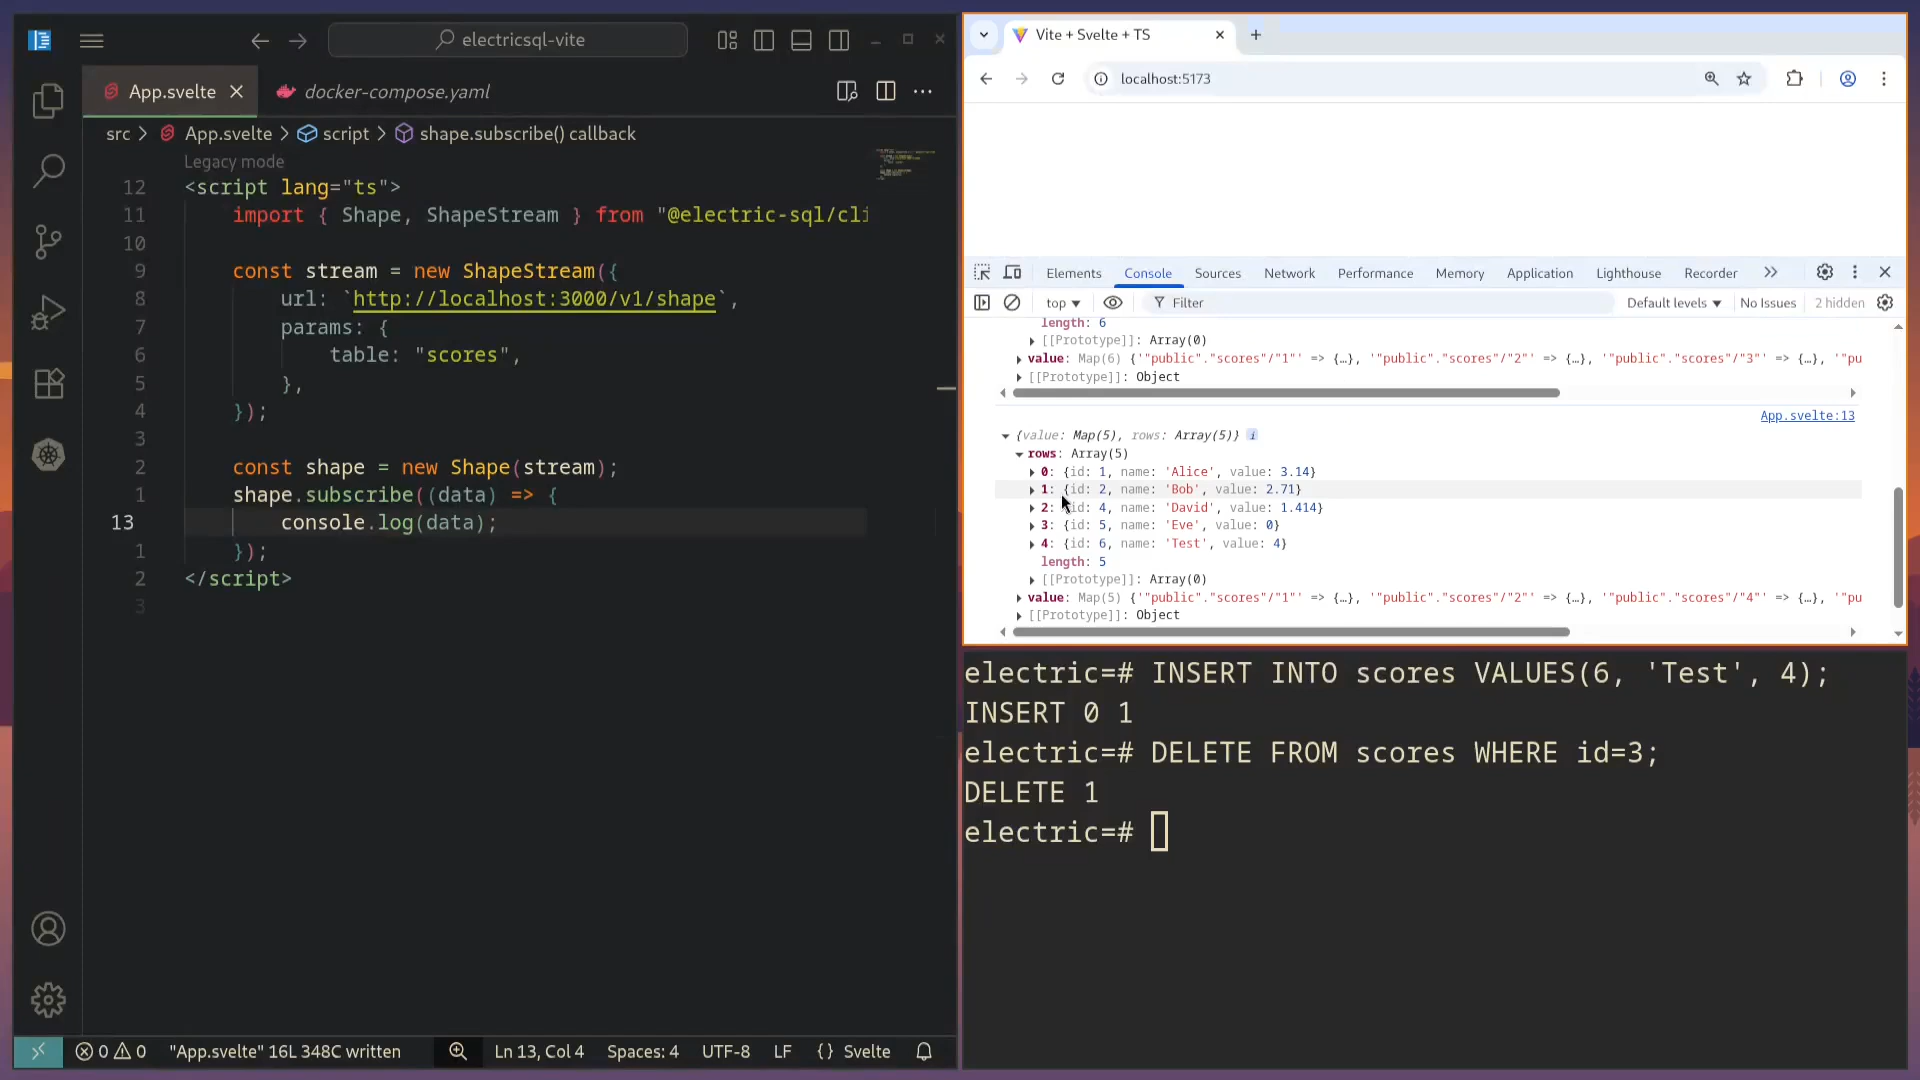 electricsql-vite
App.svelte
docker-compose.yaml
src > App.svelte > script > shape.subscribe() callback
Legacy mode
12 <script lang="ts">
11 import { Shape, ShapeStream } from "@electric-sql/cli
10
9 const stream = new ShapeStream({
8 url: `http://localhost:3000/v1/shape`,
7 params: {
6 table: "scores",
5 },
4 });
3
2 const shape = new Shape(stream);
1 shape.subscribe((data) => {
13 console.log(data);
1 });
2 </script>
3
0 0 "App.svelte" 16L 348C written Ln 13, Col 4 Spaces: 4 UTF-8 LF {} Svelte
Vite + Svelte + TS
localhost:5173
Elements Console Sources Network Performance Memory Application Lighthouse Recorder
top Filter Default levels No Issues 2 hidden
length: 6
[[Prototype]]: Array(0)
value: Map(6) {'"public"."scores"/"1"' => {…}, '"public"."scores"/"2"' => {…}, '"public"."scores"/"3"' => {…}, '"pu
[[Prototype]]: Object
App.svelte:13
{value: Map(5), rows: Array(5)} i
rows: Array(5)
0: {id: 1, name: 'Alice', value: 3.14}
1: {id: 2, name: 'Bob', value: 2.71}
2: {id: 4, name: 'David', value: 1.414}
3: {id: 5, name: 'Eve', value: 0}
4: {id: 6, name: 'Test', value: 4}
length: 5
[[Prototype]]: Array(0)
value: Map(5) {'"public"."scores"/"1"' => {…}, '"public"."scores"/"2"' => {…}, '"public"."scores"/"4"' => {…}, '"pu
[[Prototype]]: Object
electric=# INSERT INTO scores VALUES(6, 'Test', 4);
INSERT 0 1
electric=# DELETE FROM scores WHERE id=3;
DELETE 1
electric=#